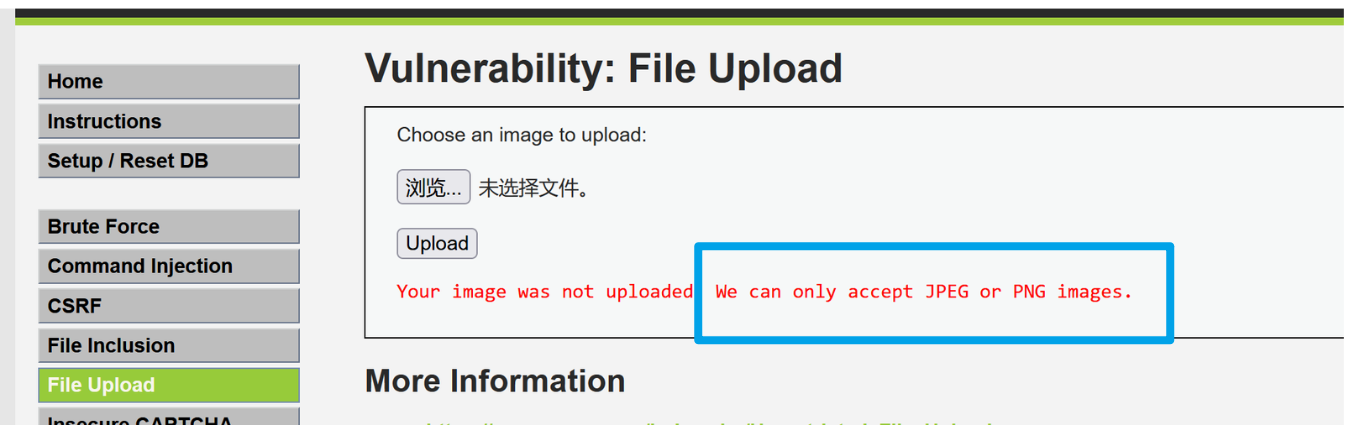 Home
Instructions
Setup / Reset DB
Brute Force
Command Injection
CSRF
File Inclusion
File Upload
Insecure CAPTCHA
Vulnerability: File Upload
Choose an image to upload:
浏览... 未选择文件。
Upload
Your image was not uploaded We can only accept JPEG or PNG images.
More Information